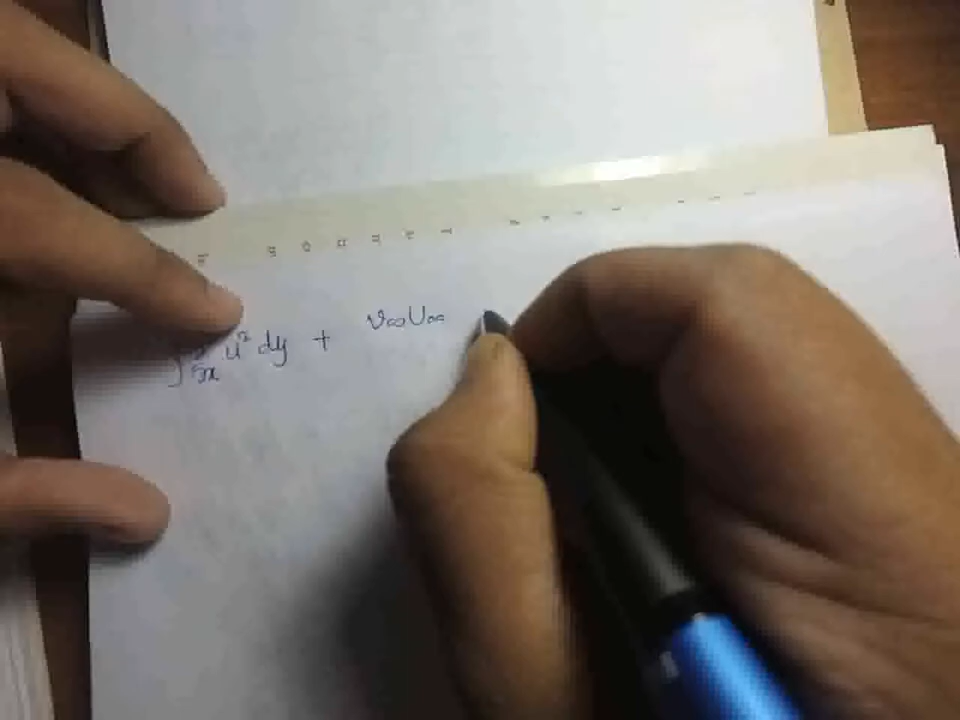 ∫ ∂/∂x u² dy + v∞ U∞